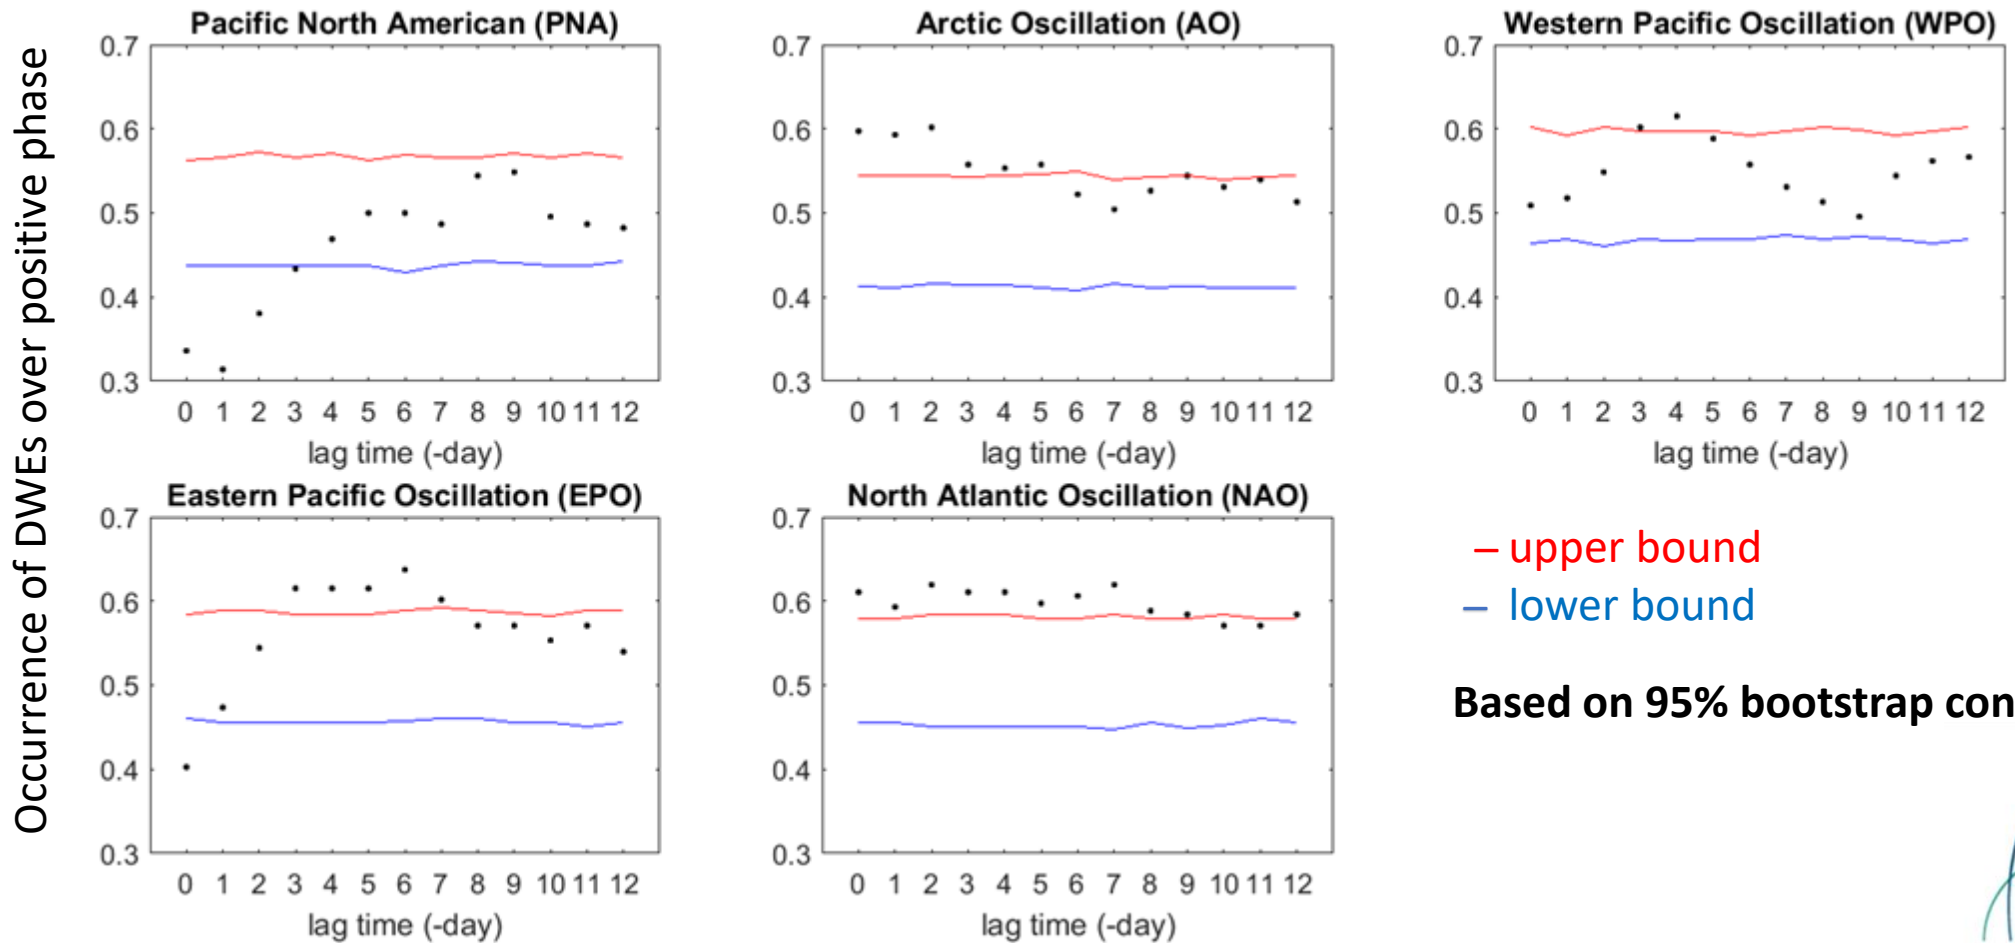 Occurrence of DWEs over positive phase
Pacific North American (PNA)
0.7
0.6
0.5
0.4
0.3
0 1 2 3 4 5 6 7 8 9 10 11 12
lag time (-day)
Arctic Oscillation (AO)
0.7
0.6
0.5
0.4
0.3
0 1 2 3 4 5 6 7 8 9 10 11 12
lag time (-day)
Western Pacific Oscillation (WPO)
0.7
0.6
0.5
0.4
0.3
0 1 2 3 4 5 6 7 8 9 10 11 12
lag time (-day)
Eastern Pacific Oscillation (EPO)
0.7
0.6
0.5
0.4
0.3
0 1 2 3 4 5 6 7 8 9 10 11 12
lag time (-day)
North Atlantic Oscillation (NAO)
0.7
0.6
0.5
0.4
0.3
0 1 2 3 4 5 6 7 8 9 10 11 12
lag time (-day)
upper bound
lower bound
Based on 95% bootstrap con